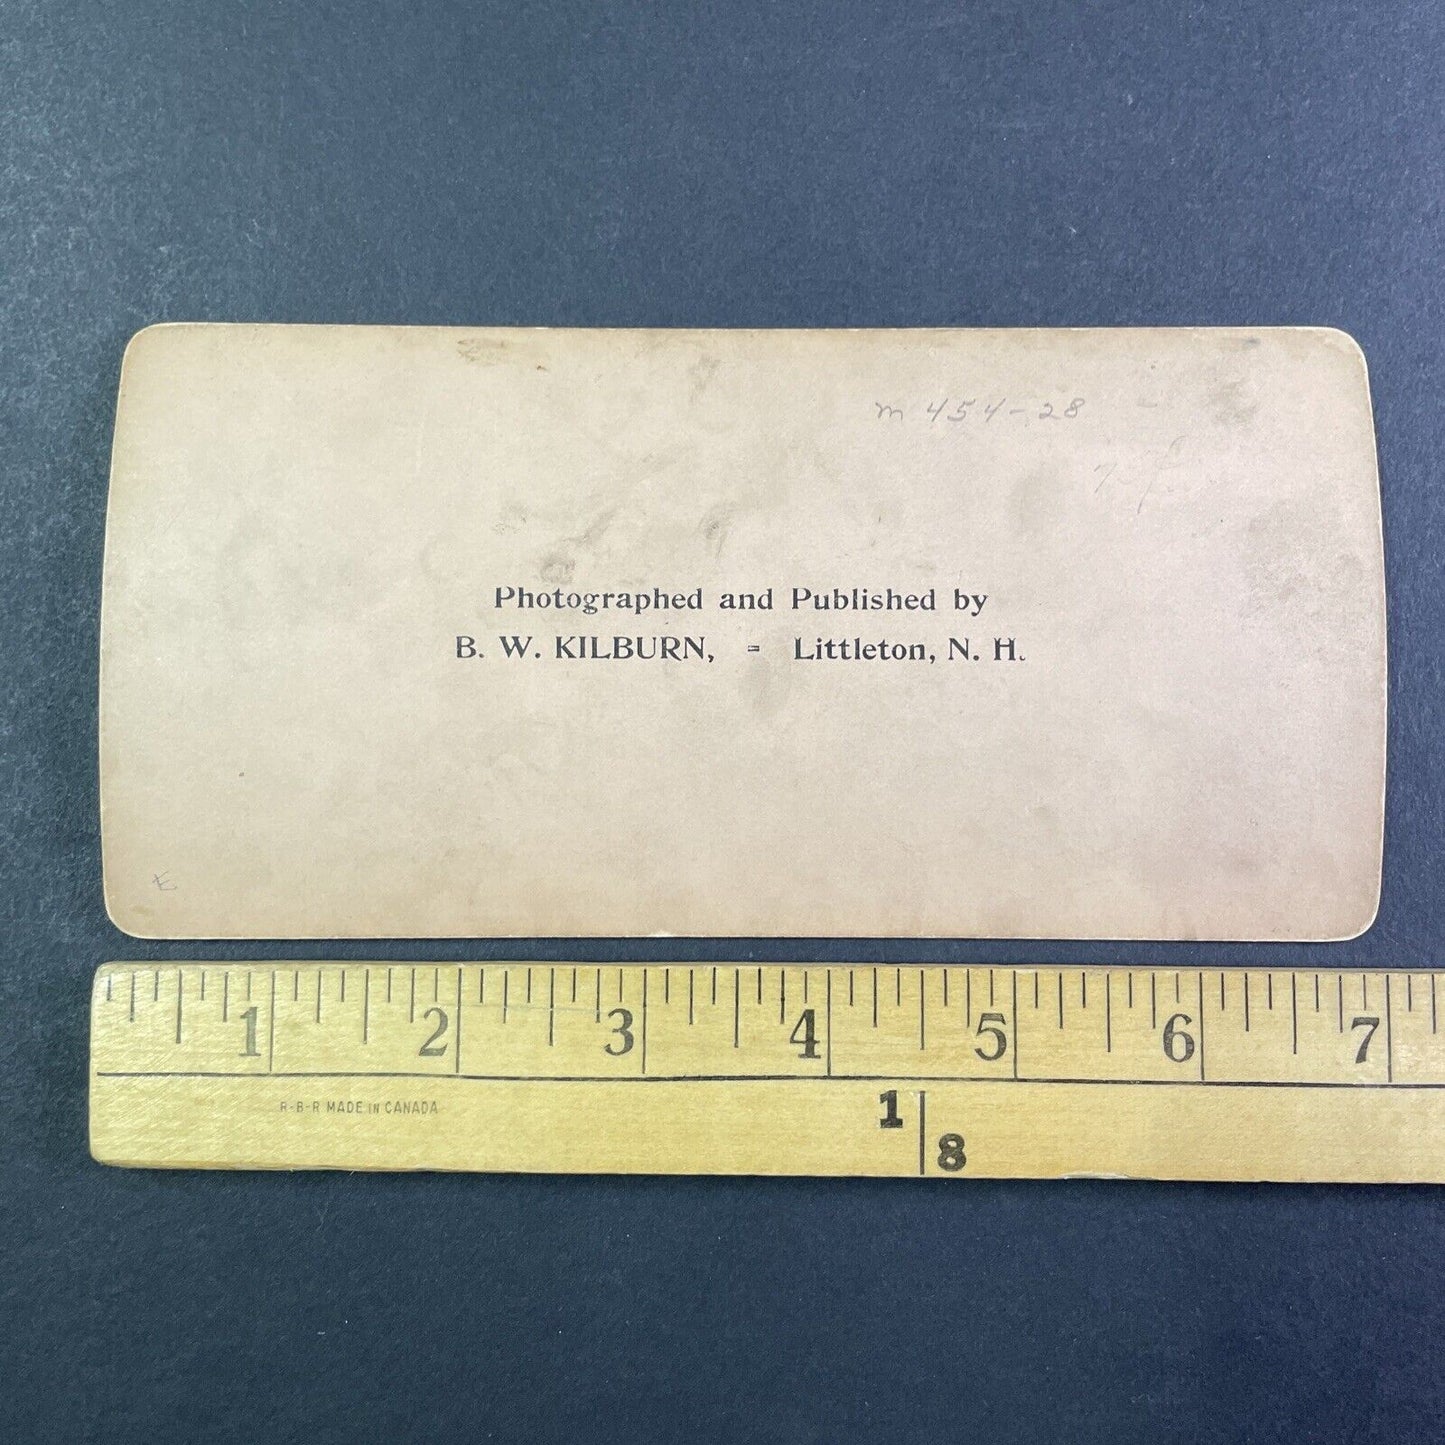 m 454-28
Photographed and Published by
B. W. KILBURN, = Littleton, N. H.
1 2 3 4 5 6 7
R-B-R MADE IN CANADA
1
8